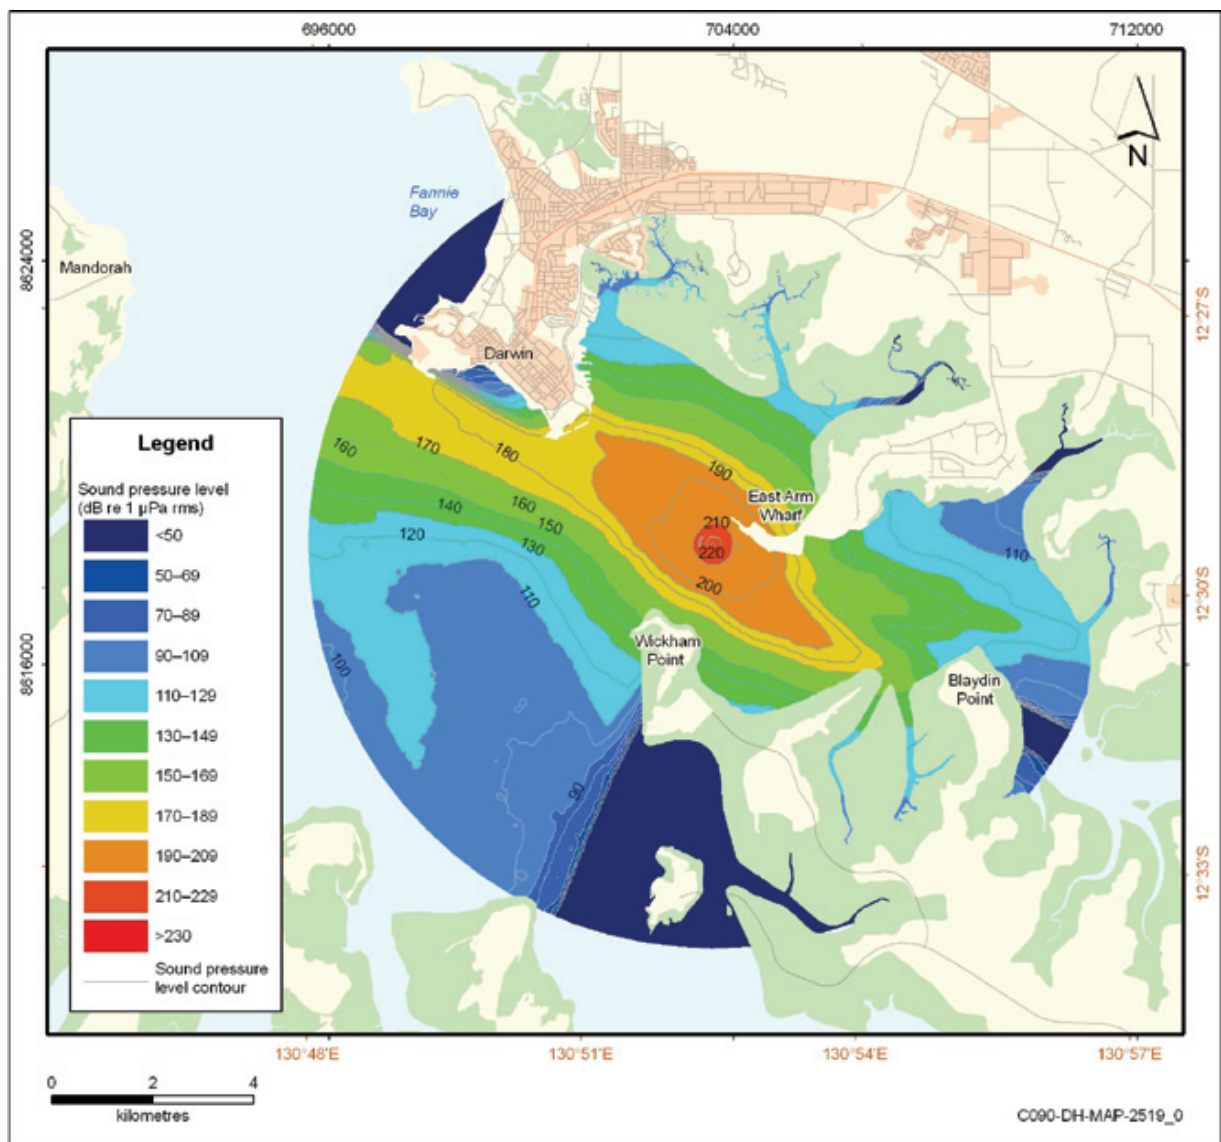 696000
704000
712000
N
Fannie
Bay
8624000
Mandorah
12°27'S
Darwin
Legend
Sound pressure level
(dB re 1 µPa rms)
<50
50–69
70–89
90–109
110–129
130–149
150–169
170–189
190–209
210–229
>230
Sound pressure
level contour
160
170
180
190
140
160
150
130
120
110
100
90
East Arm
Wharf
210
220
200
110
12°30'S
8616000
Wickham
Point
Blaydin
Point
12°33'S
130°48'E
130°51'E
130°54'E
130°57'E
0
2
4
kilometres
C090-DH-MAP-2519_0